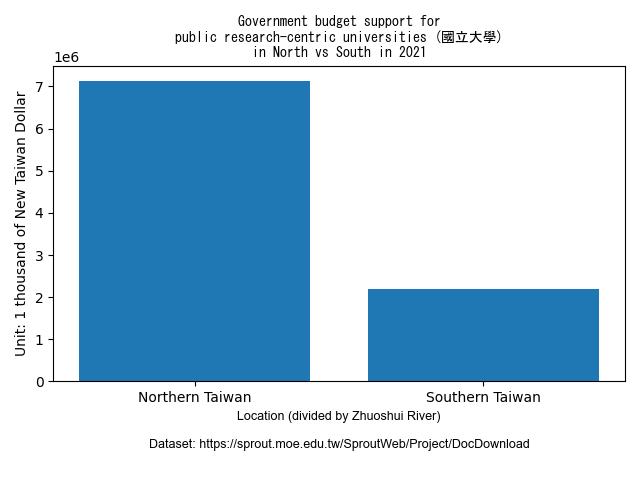 Government budget support for
public research-centric universities (國立大學)
in North vs South in 2021
1e6
7
6
5
4
3
2
1
0
Unit: 1 thousand of New Taiwan Dollar
Northern Taiwan
Southern Taiwan
Location (divided by Zhuoshui River)
Dataset: https://sprout.moe.edu.tw/SproutWeb/Project/DocDownload